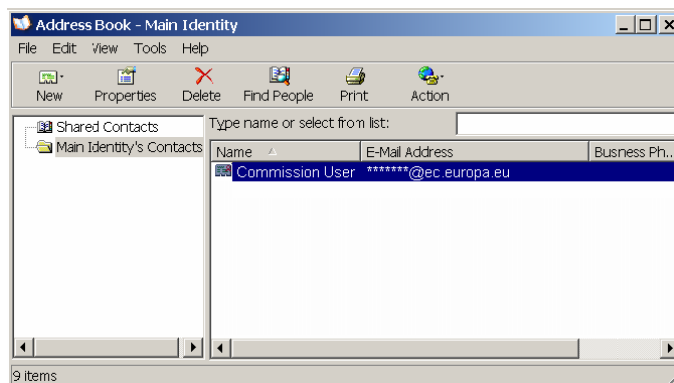 Address Book - Main Identity
File Edit View Tools Help
New Properties Delete Find People Print Action
Shared Contacts
Main Identity's Contacts
Type name or select from list:
Name E-Mail Address Busness Ph..
Commission User *******@ec.europa.eu
9 items